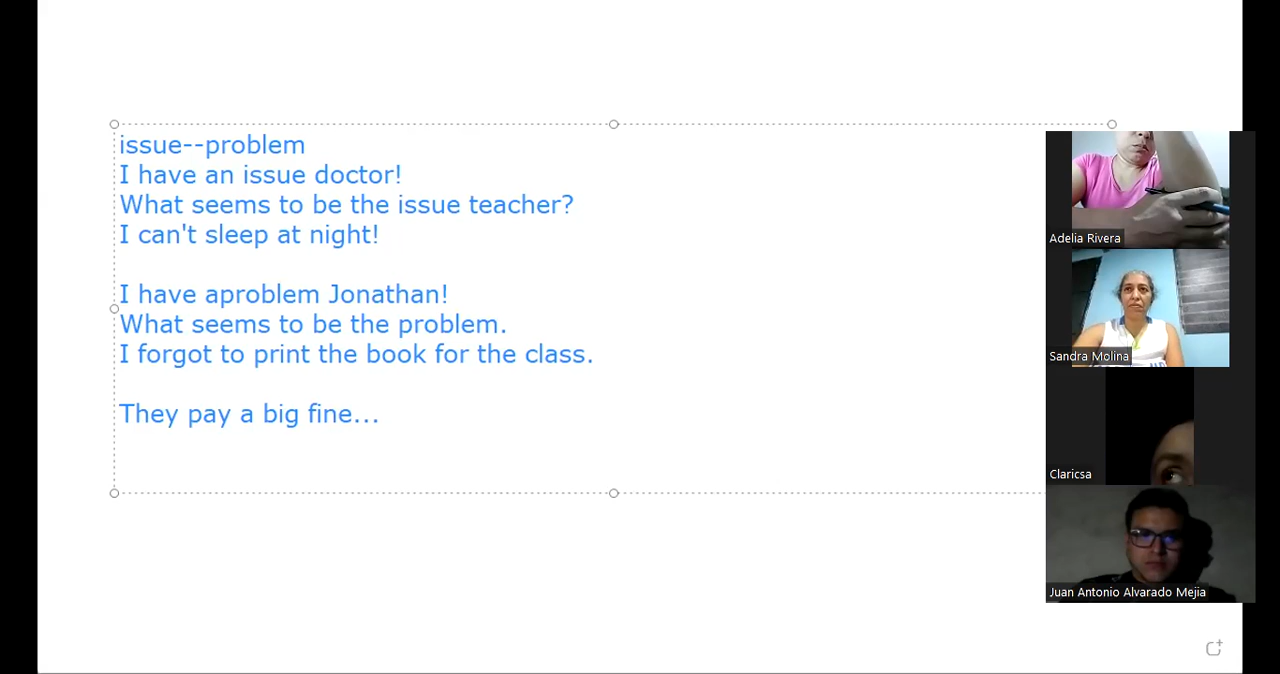 issue--problem
I have an issue doctor!
What seems to be the issue teacher?
I can't sleep at night!
I have aproblem Jonathan!
What seems to be the problem.
I forgot to print the book for the class.
They pay a big fine...
Adelia Rivera
Sandra Molina
Claricsa
Juan Antonio Alvarado Mejia